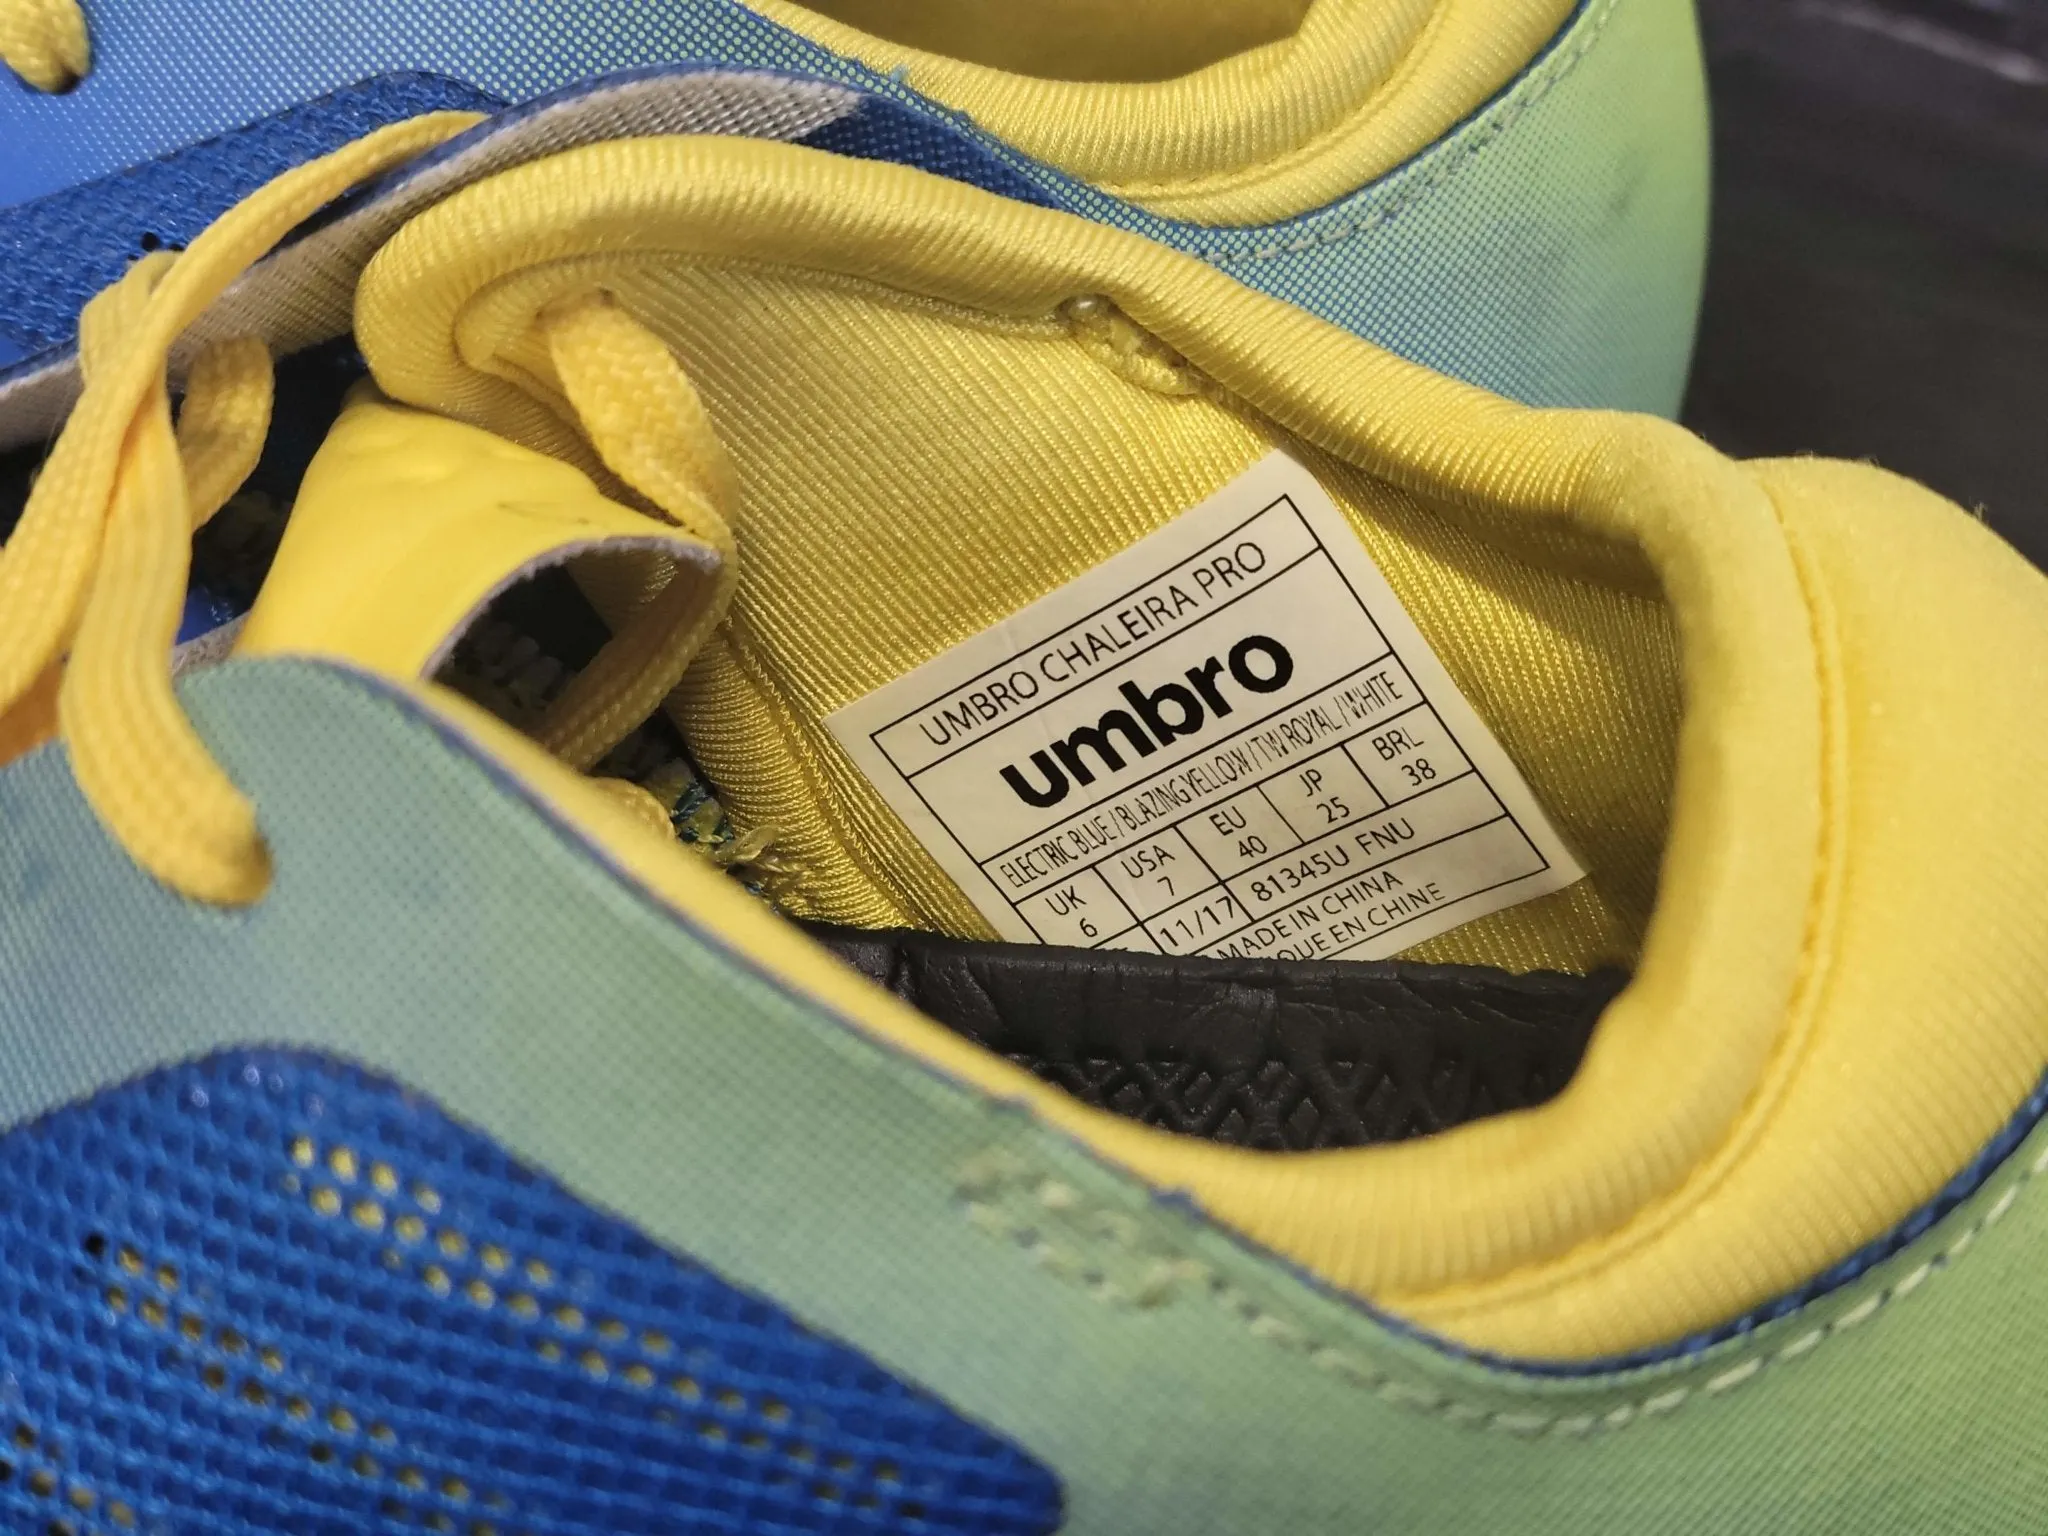 UMBRO CHALEIRA PRO
umbro
ELECTRIC BLUE / BLAZING YELLOW / TW ROYAL / WHITE
UK USA EU JP BRL
6 7 40 25 38
11/17 81345U FNU
MADE IN CHINA
EN CHINE